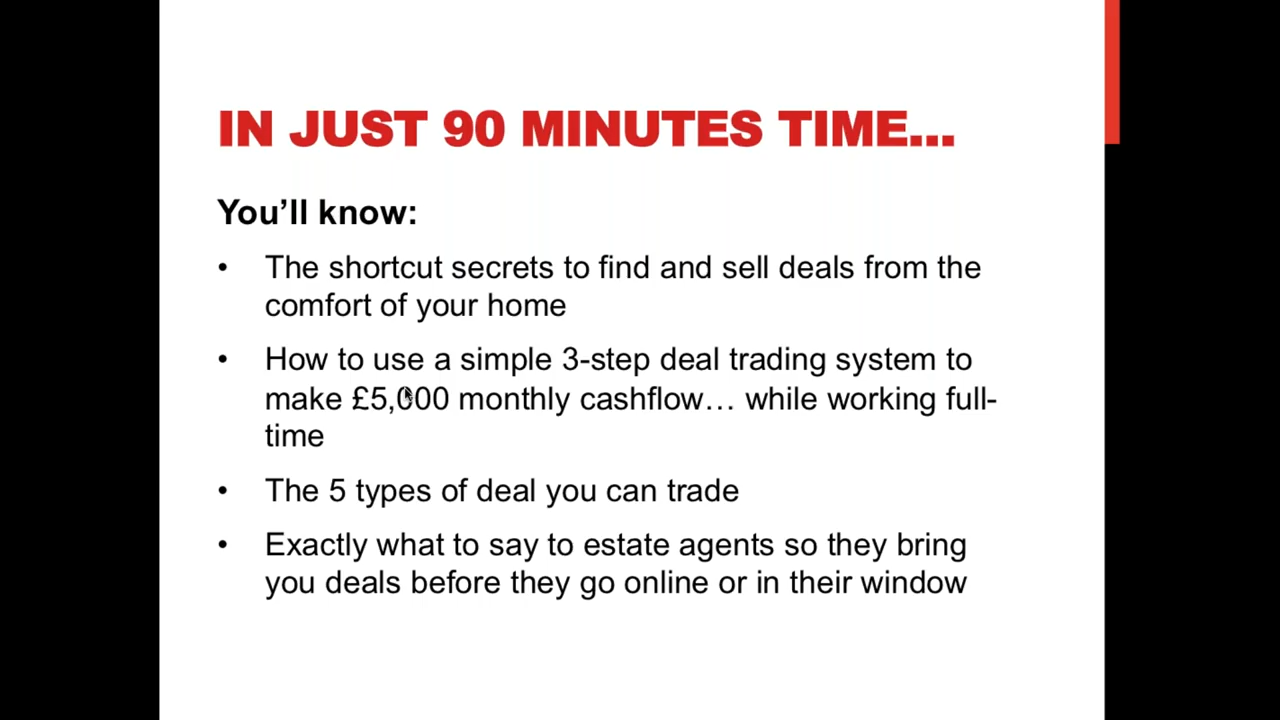 IN JUST 90 MINUTES TIME...
You'll know:
• The shortcut secrets to find and sell deals from the
comfort of your home
• How to use a simple 3-step deal trading system to
make £5,000 monthly cashflow… while working full-
time
• The 5 types of deal you can trade
• Exactly what to say to estate agents so they bring
you deals before they go online or in their window